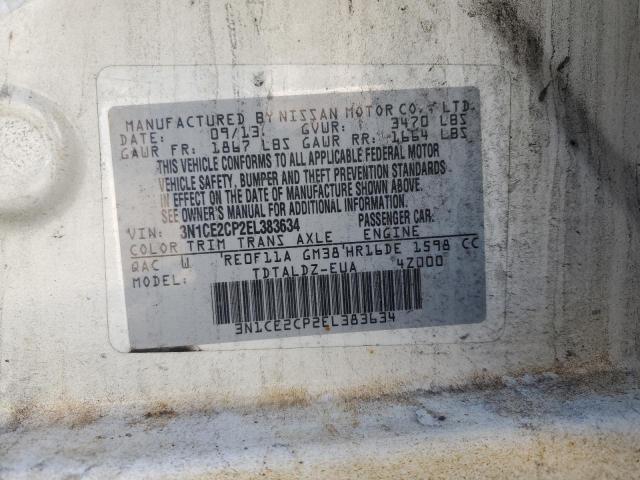 MANUFACTURED BY NISSAN MOTOR CO., LTD.
DATE: 09/13 GVWR: 3470 LBS
GAWR FR: 1867 LBS GAWR RR: 1664 LBS
THIS VEHICLE CONFORMS TO ALL APPLICABLE FEDERAL MOTOR
VEHICLE SAFETY, BUMPER AND THEFT PREVENTION STANDARDS
IN EFFECT ON THE DATE OF MANUFACTURE SHOWN ABOVE.
SEE OWNER'S MANUAL FOR ADDITIONAL INFORMATION.
VIN: 3N1CE2CP2EL383634 PASSENGER CAR
COLOR TRIM TRANS AXLE ENGINE
QAC W RE0F11A GM38 HR16DE 1598 CC
MODEL: TDTALDZ-EUA 42000
3N1CE2CP2EL383634